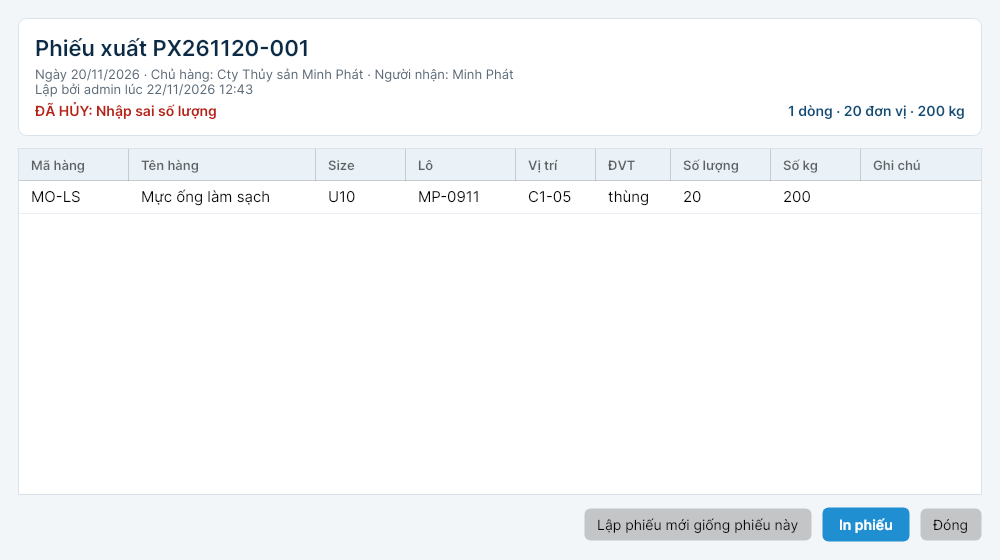 Phiếu xuất PX261120-001
Ngày 20/11/2026 · Chủ hàng: Cty Thủy sản Minh Phát · Người nhận: Minh Phát
Lập bởi admin lúc 22/11/2026 12:43
ĐÃ HỦY: Nhập sai số lượng
1 dòng · 20 đơn vị · 200 kg
Mã hàng Tên hàng Size Lô Vị trí ĐVT Số lượng Số kg Ghi chú
MO-LS Mực ống làm sạch U10 MP-0911 C1-05 thùng 20 200
Lập phiếu mới giống phiếu này In phiếu Đóng